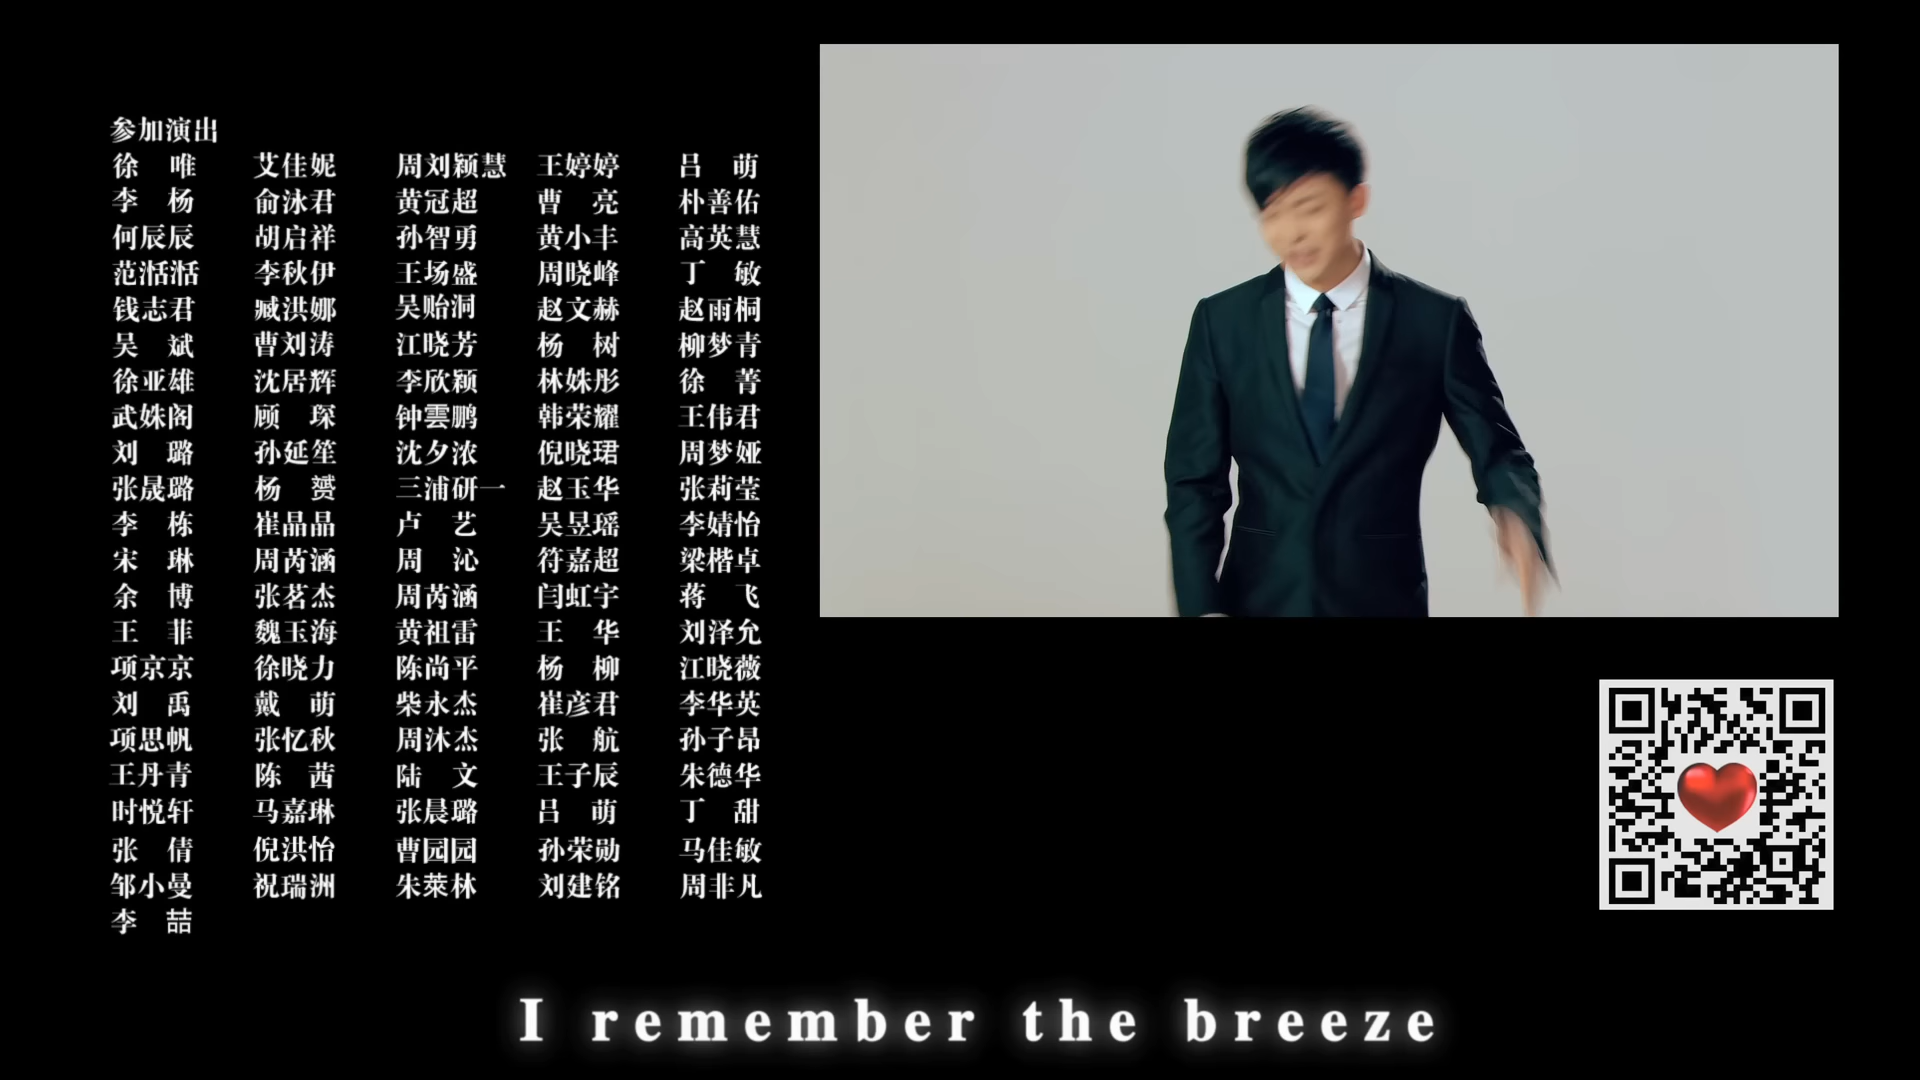 参加演出
徐 唯 艾佳妮 周刘颖慧 王婷婷 吕 萌
李 杨 俞泳君 黄冠超 曹 亮 朴善佑
何辰辰 胡启祥 孙智勇 黄小丰 高英慧
范湉湉 李秋伊 王场盛 周晓峰 丁 敏
钱志君 臧洪娜 吴贻洞 赵文赫 赵雨桐
吴 斌 曹刘涛 江晓芳 杨 树 柳梦青
徐亚雄 沈居辉 李欣颖 林姝彤 徐 菁
武姝阁 顾 琛 钟雲鹏 韩荣耀 王伟君
刘 璐 孙延笙 沈夕浓 倪晓珺 周梦娅
张晟璐 杨 赟 三浦研一 赵玉华 张莉莹
李 栋 崔晶晶 卢 艺 吴昱瑶 李婧怡
宋 琳 周芮涵 周 沁 符嘉超 梁楷卓
余 博 张茗杰 周芮涵 闫虹宇 蒋 飞
王 菲 魏玉海 黄祖雷 王 华 刘泽允
项京京 徐晓力 陈尚平 杨 柳 江晓薇
刘 禹 戴 萌 柴永杰 崔彦君 李华英
项思帆 张忆秋 周沐杰 张 航 孙子昂
王丹青 陈 茜 陆 文 王子辰 朱德华
时悦轩 马嘉琳 张晨璐 吕 萌 丁 甜
张 倩 倪洪怡 曹园园 孙荣勋 马佳敏
邹小曼 祝瑞洲 朱莱林 刘建铭 周非凡
李 喆
I remember the breeze